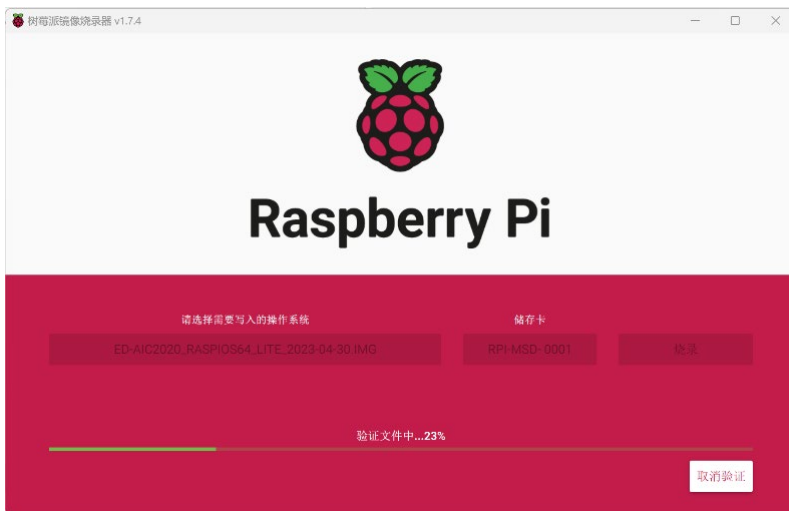 树莓派镜像烧录器 v1.7.4
Raspberry Pi
请选择需要写入的操作系统
储存卡
ED-AIC2020_RASPIOS64_LITE_2023-04-30.IMG
RPI-MSD- 0001
烧录
验证文件中...23%
取消验证